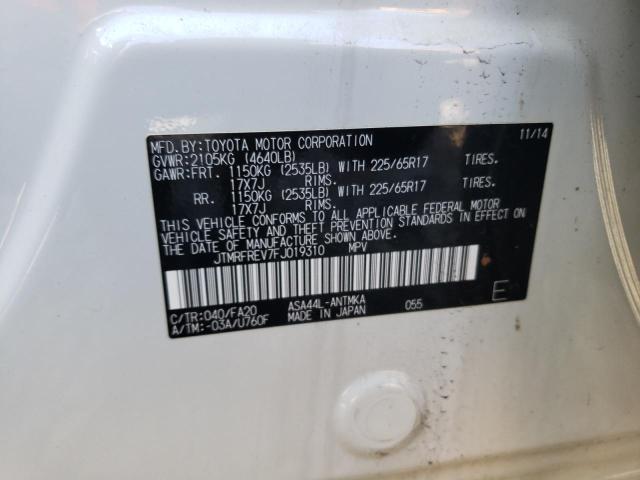 MFD.BY:TOYOTA MOTOR CORPORATION 11/14
GVWR:2105KG (4640LB)
GAWR:FRT. 1150KG (2535LB) WITH 225/65R17 TIRES.
17X7J RIMS.
RR. 1150KG (2535LB) WITH 225/65R17 TIRES.
17X7J RIMS.
THIS VEHICLE CONFORMS TO ALL APPLICABLE FEDERAL MOTOR
VEHICLE SAFETY AND THEFT PREVENTION STANDARDS IN EFFECT ON
THE DATE OF MANUFACTURE SHOWN ABOVE.
JTMRFREV7FJ019310 MPV
C/TR:040/FA20 ASA44L-ANTMKA 055 E
A/TM:-03A/U760F MADE IN JAPAN